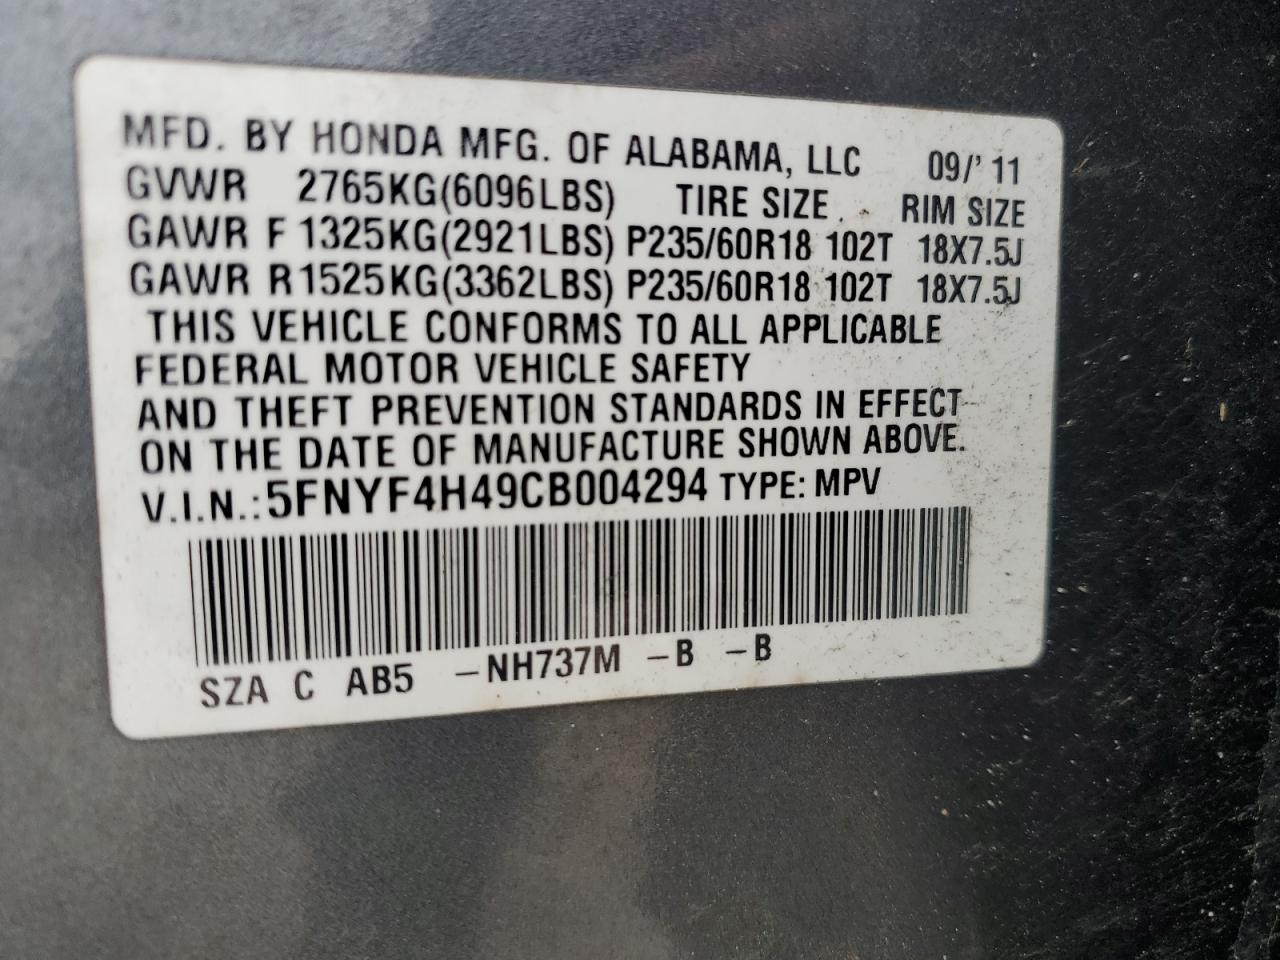 MFD. BY HONDA MFG. OF ALABAMA, LLC 09/' 11
GVWR 2765KG(6096LBS) TIRE SIZE RIM SIZE
GAWR F 1325KG(2921LBS) P235/60R18 102T 18X7.5J
GAWR R 1525KG(3362LBS) P235/60R18 102T 18X7.5J
THIS VEHICLE CONFORMS TO ALL APPLICABLE
FEDERAL MOTOR VEHICLE SAFETY
AND THEFT PREVENTION STANDARDS IN EFFECT
ON THE DATE OF MANUFACTURE SHOWN ABOVE.
V.I.N.: 5FNYF4H49CB004294 TYPE: MPV
SZA C AB5 -NH737M -B -B